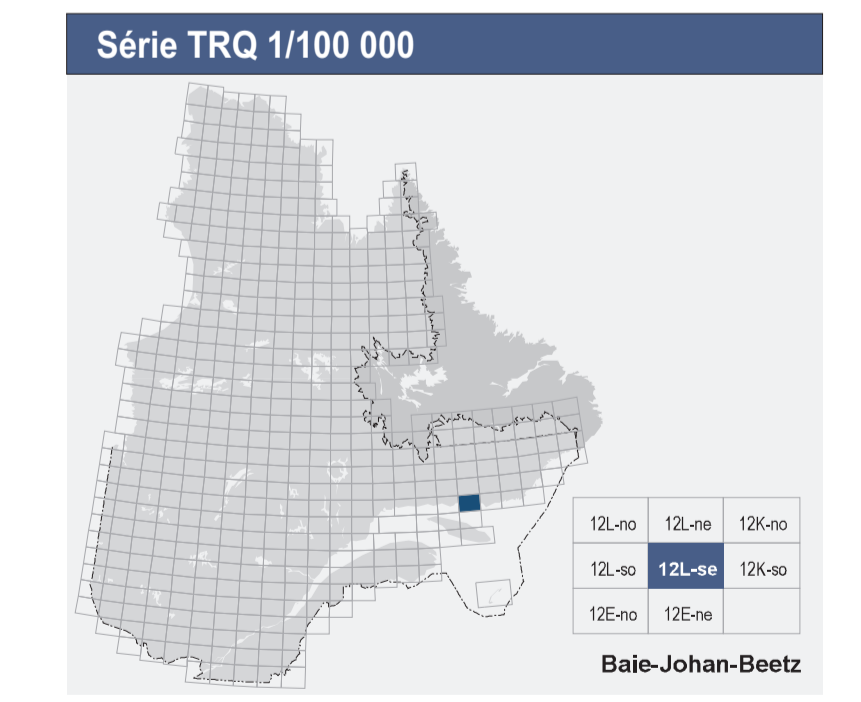 Série TRQ 1/100 000
12L-no 12L-ne 12K-no
12L-so 12L-se 12K-so
12E-no 12E-ne
Baie-Johan-Beetz